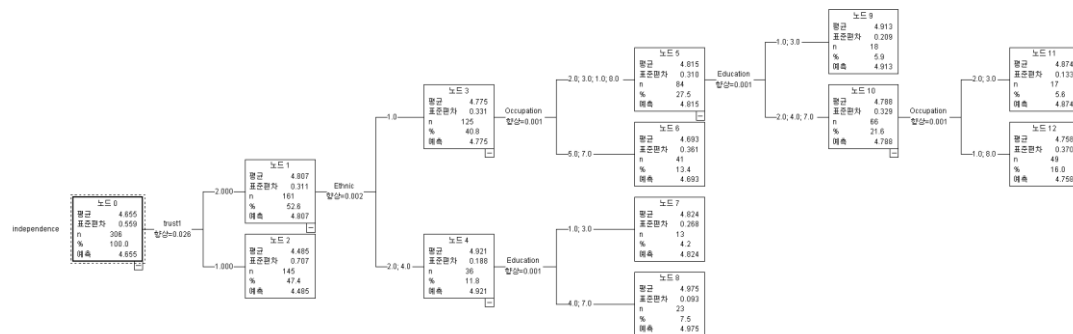 independence
노드 0
평균 4.655
표준편차 0.559
n 306
% 100.0
예측 4.655
trust1
향상=0.026
2.000
1.000
노드 1
평균 4.807
표준편차 0.311
n 161
% 52.6
예측 4.807
노드 2
평균 4.485
표준편차 0.707
n 145
% 47.4
예측 4.485
Ethnic
향상=0.002
1.0
2.0; 4.0
노드 3
평균 4.775
표준편차 0.331
n 125
% 40.8
예측 4.775
노드 4
평균 4.921
표준편차 0.188
n 36
% 11.8
예측 4.921
Occupation
향상=0.001
2.0; 3.0; 1.0; 8.0
5.0; 7.0
Education
향상=0.001
1.0; 3.0
4.0; 7.0
노드 5
평균 4.815
표준편차 0.310
n 84
% 27.5
예측 4.815
노드 6
평균 4.693
표준편차 0.361
n 41
% 13.4
예측 4.693
노드 7
평균 4.824
표준편차 0.268
n 13
% 4.2
예측 4.824
노드 8
평균 4.975
표준편차 0.093
n 23
% 7.5
예측 4.975
Education
향상=0.001
1.0; 3.0
2.0; 4.0; 7.0
노드 9
평균 4.913
표준편차 0.209
n 18
% 5.9
예측 4.913
노드 10
평균 4.788
표준편차 0.329
n 66
% 21.6
예측 4.788
Occupation
향상=0.001
2.0; 3.0
1.0; 8.0
노드 11
평균 4.874
표준편차 0.133
n 17
% 5.6
예측 4.874
노드 12
평균 4.758
표준편차 0.370
n 49
% 16.0
예측 4.758